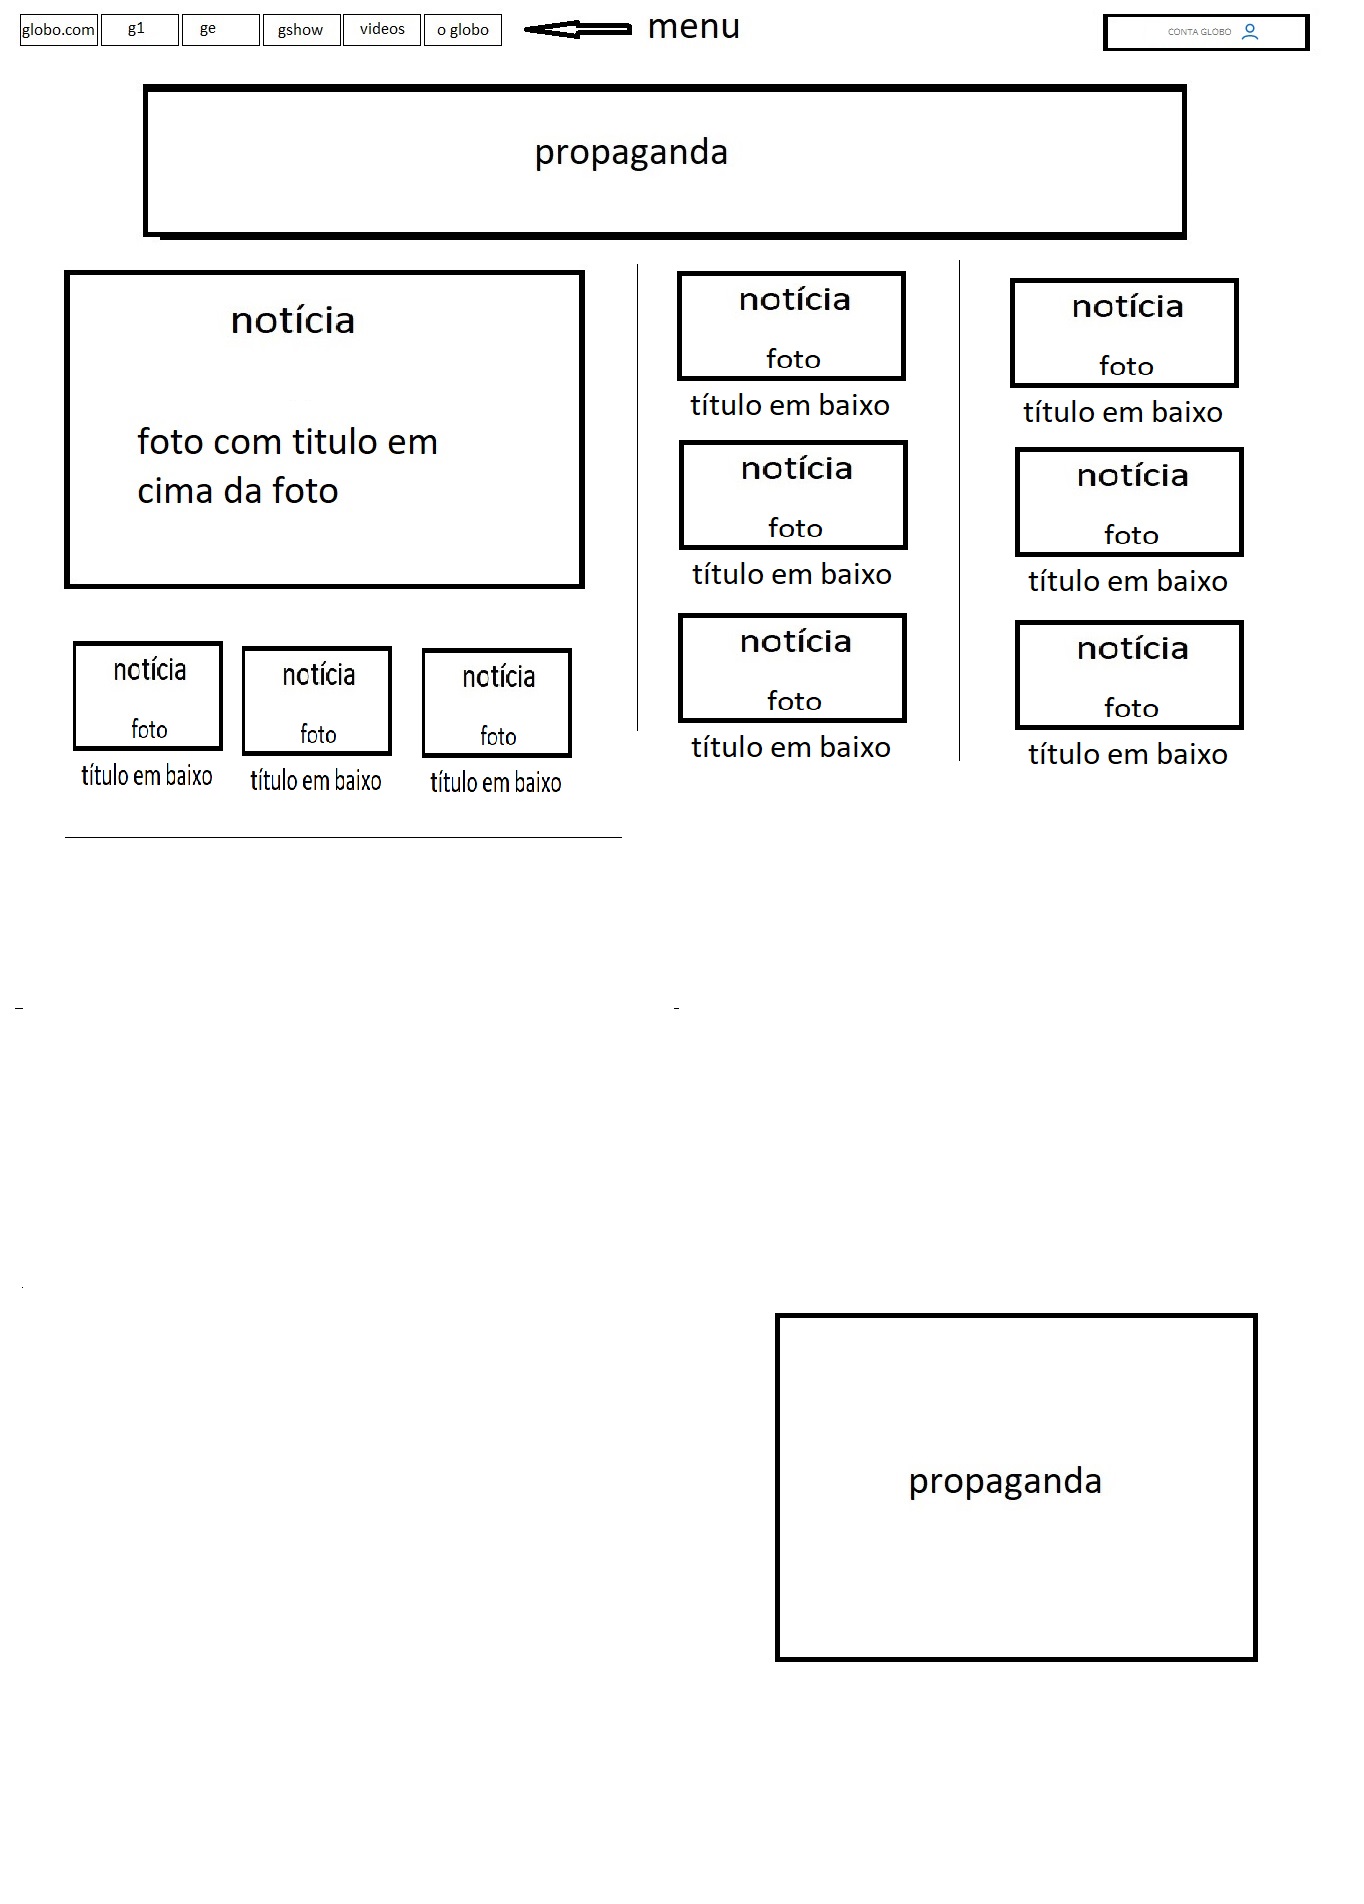 globo.com
g1
ge
gshow
videos
o globo
menu
CONTA GLOBO
propaganda
notícia
foto com titulo em
cima da foto
notícia
foto
título em baixo
notícia
foto
título em baixo
notícia
foto
título em baixo
notícia
foto
título em baixo
notícia
foto
título em baixo
notícia
foto
título em baixo
notícia
foto
título em baixo
notícia
foto
título em baixo
notícia
foto
título em baixo
propaganda